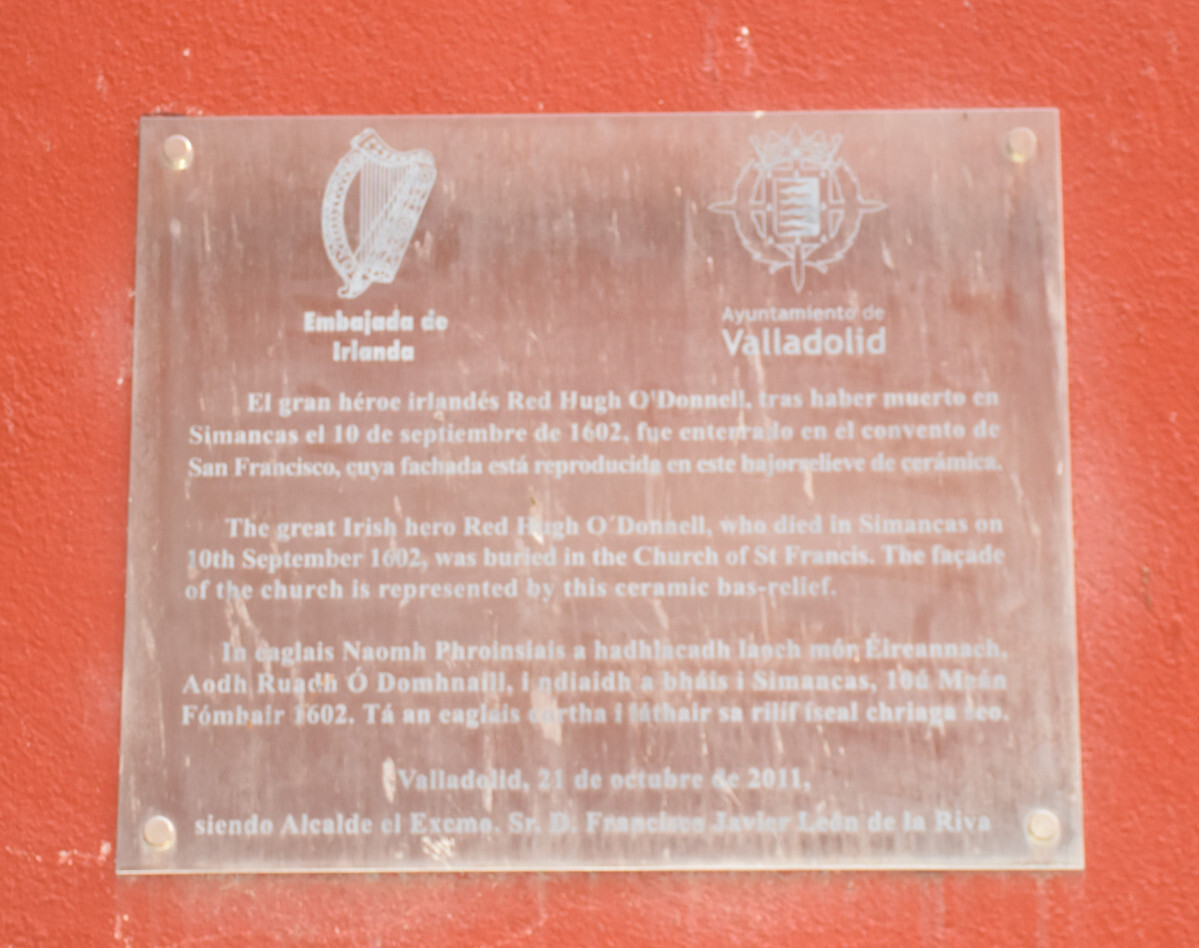 Embajada de
Irlanda
Ayuntamiento de
Valladolid
El gran héroe irlandés Red Hugh O'Donnell, tras haber muerto en
Simancas el 10 de septiembre de 1602, fue enterrado en el convento de
San Francisco, cuya fachada está reproducida en este bajorrelieve de cerámica.
The great Irish hero Red Hugh O´Donnell, who died in Simancas on
10th September 1602, was buried in the Church of St Francis. The façade
of the church is represented by this ceramic bas-relief.
In eaglais Naomh Phroinsiais a hadhlacadh laoch mór Éireannach,
Aodh Ruadh Ó Domhnaill, i ndiaidh a bháis i Simancas, 10ú Meán
Fómhair 1602. Tá an eaglais curtha i láthair sa rilíf íseal chriaga seo.
Valladolid, 21 de octubre de 2011,
siendo Alcalde el Excmo. Sr. D. Francisco Javier León de la Riva